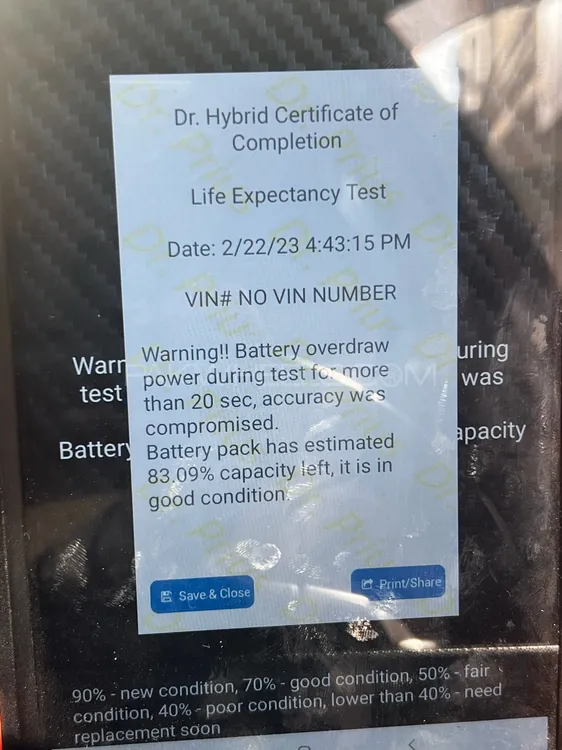 Dr. Hybrid Certificate of
Completion
Life Expectancy Test
Date: 2/22/23 4:43:15 PM
VIN# NO VIN NUMBER
Warning!! Battery overdraw
power during test for more
than 20 sec, accuracy was
compromised.
Battery pack has estimated
83.09% capacity left, it is in
good condition.
Warn
uring
test
was
Battery
apacity
Save & Close
Print/Share
90% - new condition, 70% - good condition, 50% - fair
condition, 40% - poor condition, lower than 40% - need
replacement soon
Dr. Prius